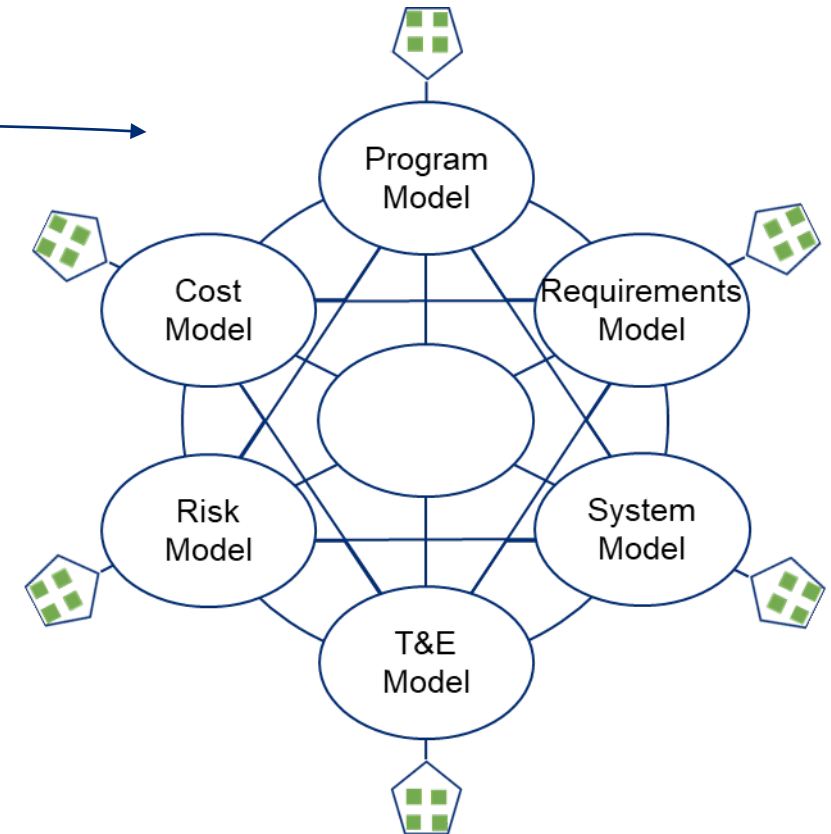 Program
Model
Cost
Model
Requirements
Model
Risk
Model
System
Model
T&E
Model